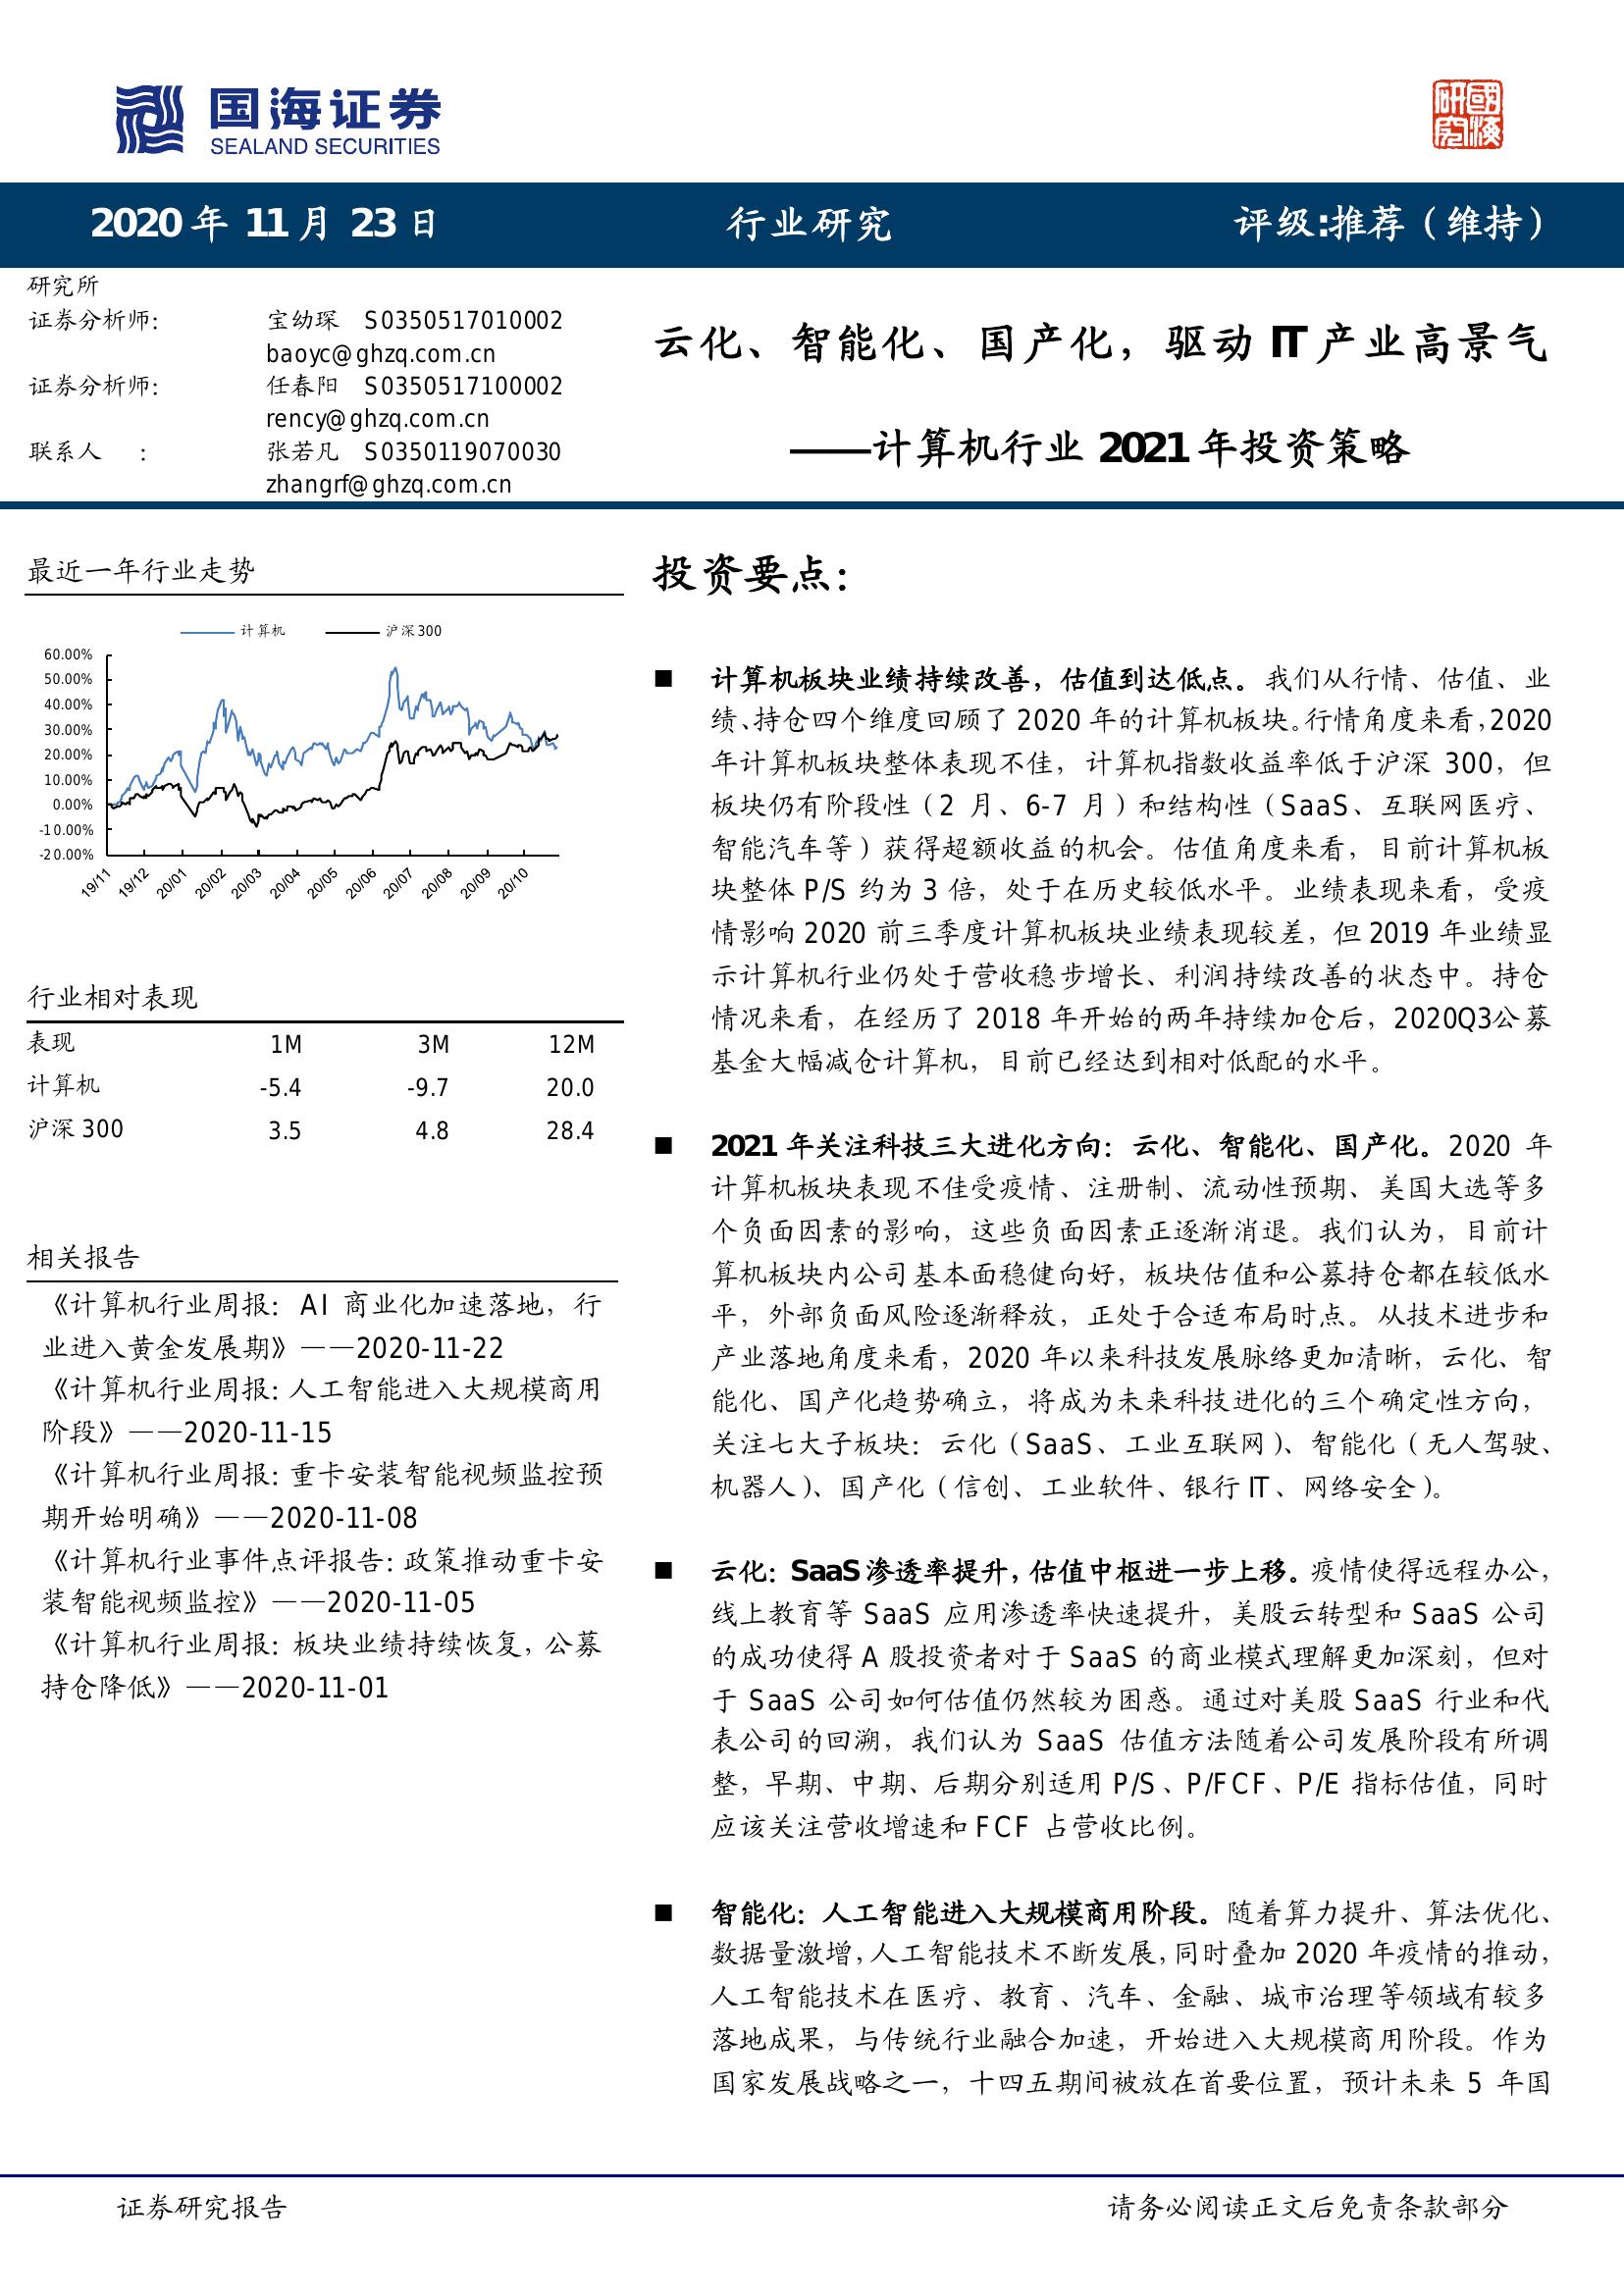 国海证券
SEALAND SECURITIES
國海研究
2020 年 11 月 23 日
行业研究
评级:推荐（维持）
研究所
证券分析师： 宝幼琛 S0350517010002
baoyc@ghzq.com.cn
证券分析师： 任春阳 S0350517100002
rency@ghzq.com.cn
联系人 ： 张若凡 S0350119070030
zhangrf@ghzq.com.cn
云化、智能化、国产化，驱动 IT 产业高景气
——计算机行业 2021 年投资策略
最近一年行业走势
计算机 沪深300
60.00%
50.00%
40.00%
30.00%
20.00%
10.00%
0.00%
-10.00%
-20.00%
19/11 19/12 20/01 20/02 20/03 20/04 20/05 20/06 20/07 20/08 20/09 20/10
行业相对表现
表现 1M 3M 12M
计算机 -5.4 -9.7 20.0
沪深 300 3.5 4.8 28.4
相关报告
《计算机行业周报：AI 商业化加速落地，行
业进入黄金发展期》——2020-11-22
《计算机行业周报：人工智能进入大规模商用
阶段》——2020-11-15
《计算机行业周报：重卡安装智能视频监控预
期开始明确》——2020-11-08
《计算机行业事件点评报告：政策推动重卡安
装智能视频监控》——2020-11-05
《计算机行业周报：板块业绩持续恢复，公募
持仓降低》——2020-11-01
投资要点：
■ 计算机板块业绩持续改善，估值到达低点。我们从行情、估值、业
绩、持仓四个维度回顾了 2020 年的计算机板块。行情角度来看，2020
年计算机板块整体表现不佳，计算机指数收益率低于沪深 300，但
板块仍有阶段性（2 月、6-7 月）和结构性（SaaS、互联网医疗、
智能汽车等）获得超额收益的机会。估值角度来看，目前计算机板
块整体 P/S 约为 3 倍，处于在历史较低水平。业绩表现来看，受疫
情影响 2020 前三季度计算机板块业绩表现较差，但 2019 年业绩显
示计算机行业仍处于营收稳步增长、利润持续改善的状态中。持仓
情况来看，在经历了 2018 年开始的两年持续加仓后，2020Q3公募
基金大幅减仓计算机，目前已经达到相对低配的水平。
■ 2021 年关注科技三大进化方向：云化、智能化、国产化。2020 年
计算机板块表现不佳受疫情、注册制、流动性预期、美国大选等多
个负面因素的影响，这些负面因素正逐渐消退。我们认为，目前计
算机板块内公司基本面稳健向好，板块估值和公募持仓都在较低水
平，外部负面风险逐渐释放，正处于合适布局时点。从技术进步和
产业落地角度来看，2020 年以来科技发展脉络更加清晰，云化、智
能化、国产化趋势确立，将成为未来科技进化的三个确定性方向，
关注七大子板块：云化（SaaS、工业互联网）、智能化（无人驾驶、
机器人）、国产化（信创、工业软件、银行 IT、网络安全）。
■ 云化：SaaS 渗透率提升，估值中枢进一步上移。疫情使得远程办公，
线上教育等 SaaS 应用渗透率快速提升，美股云转型和 SaaS 公司
的成功使得 A 股投资者对于 SaaS 的商业模式理解更加深刻，但对
于 SaaS 公司如何估值仍然较为困惑。通过对美股 SaaS 行业和代
表公司的回溯，我们认为 SaaS 估值方法随着公司发展阶段有所调
整，早期、中期、后期分别适用 P/S、P/FCF、P/E 指标估值，同时
应该关注营收增速和 FCF 占营收比例。
■ 智能化：人工智能进入大规模商用阶段。随着算力提升、算法优化、
数据量激增，人工智能技术不断发展，同时叠加 2020 年疫情的推动，
人工智能技术在医疗、教育、汽车、金融、城市治理等领域有较多
落地成果，与传统行业融合加速，开始进入大规模商用阶段。作为
国家发展战略之一，十四五期间被放在首要位置，预计未来 5 年国
证券研究报告
请务必阅读正文后免责条款部分